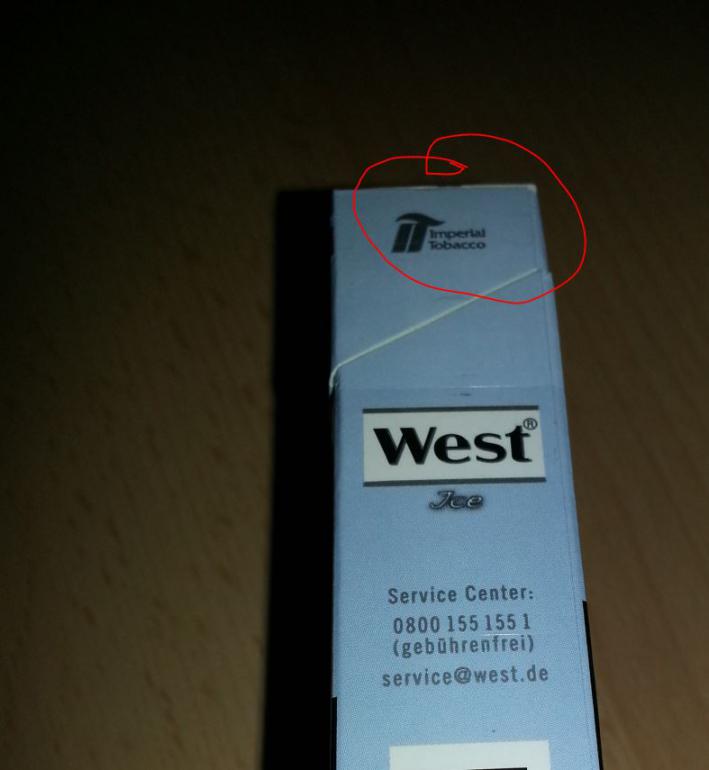 Imperial
Tobacco
West®
Ice
Service Center:
0800 155 155 1
(gebührenfrei)
service@west.de